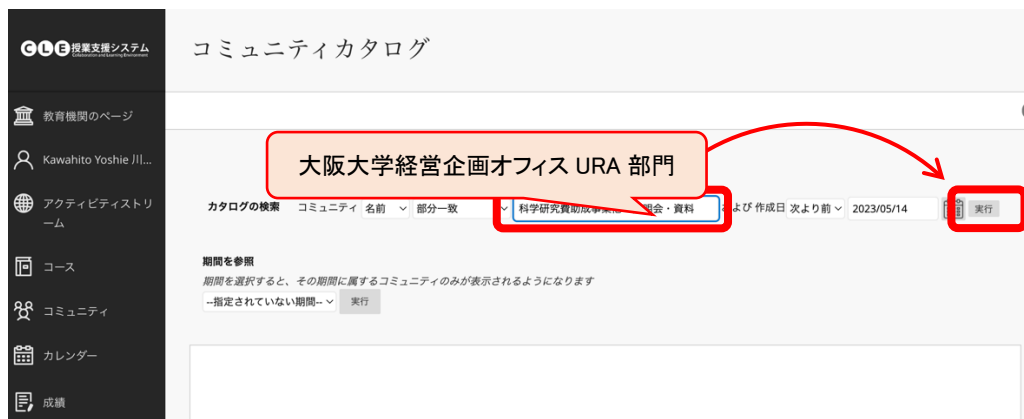 CLE 授業支援システム
Collaboration and Learning Environment
コミュニティカタログ
教育機関のページ
Kawahito Yoshie 川...
アクティビティストリ
ーム
コース
コミュニティ
カレンダー
成績
大阪大学経営企画オフィス URA 部門
カタログの検索 コミュニティ 名前 部分一致 科学研究費助成事業 明会・資料 よび 作成日 次より前 2023/05/14 実行
期間を参照
期間を選択すると、その期間に属するコミュニティのみが表示されるようになります
--指定されていない期間-- 実行